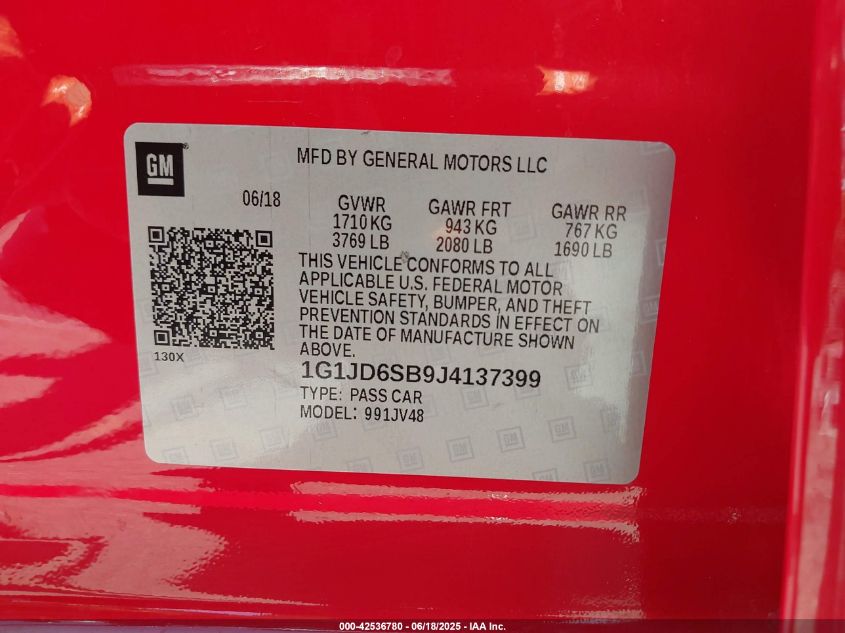 GM
MFD BY GENERAL MOTORS LLC
06/18
GVWR GAWR FRT GAWR RR
1710 KG 943 KG 767 KG
3769 LB 2080 LB 1690 LB
THIS VEHICLE CONFORMS TO ALL
APPLICABLE U.S. FEDERAL MOTOR
VEHICLE SAFETY, BUMPER, AND THEFT
PREVENTION STANDARDS IN EFFECT ON
THE DATE OF MANUFACTURE SHOWN
ABOVE.
130X
1G1JD6SB9J4137399
TYPE: PASS CAR
MODEL: 991JV48
000-42536780 - 06/18/2025 - IAA Inc.